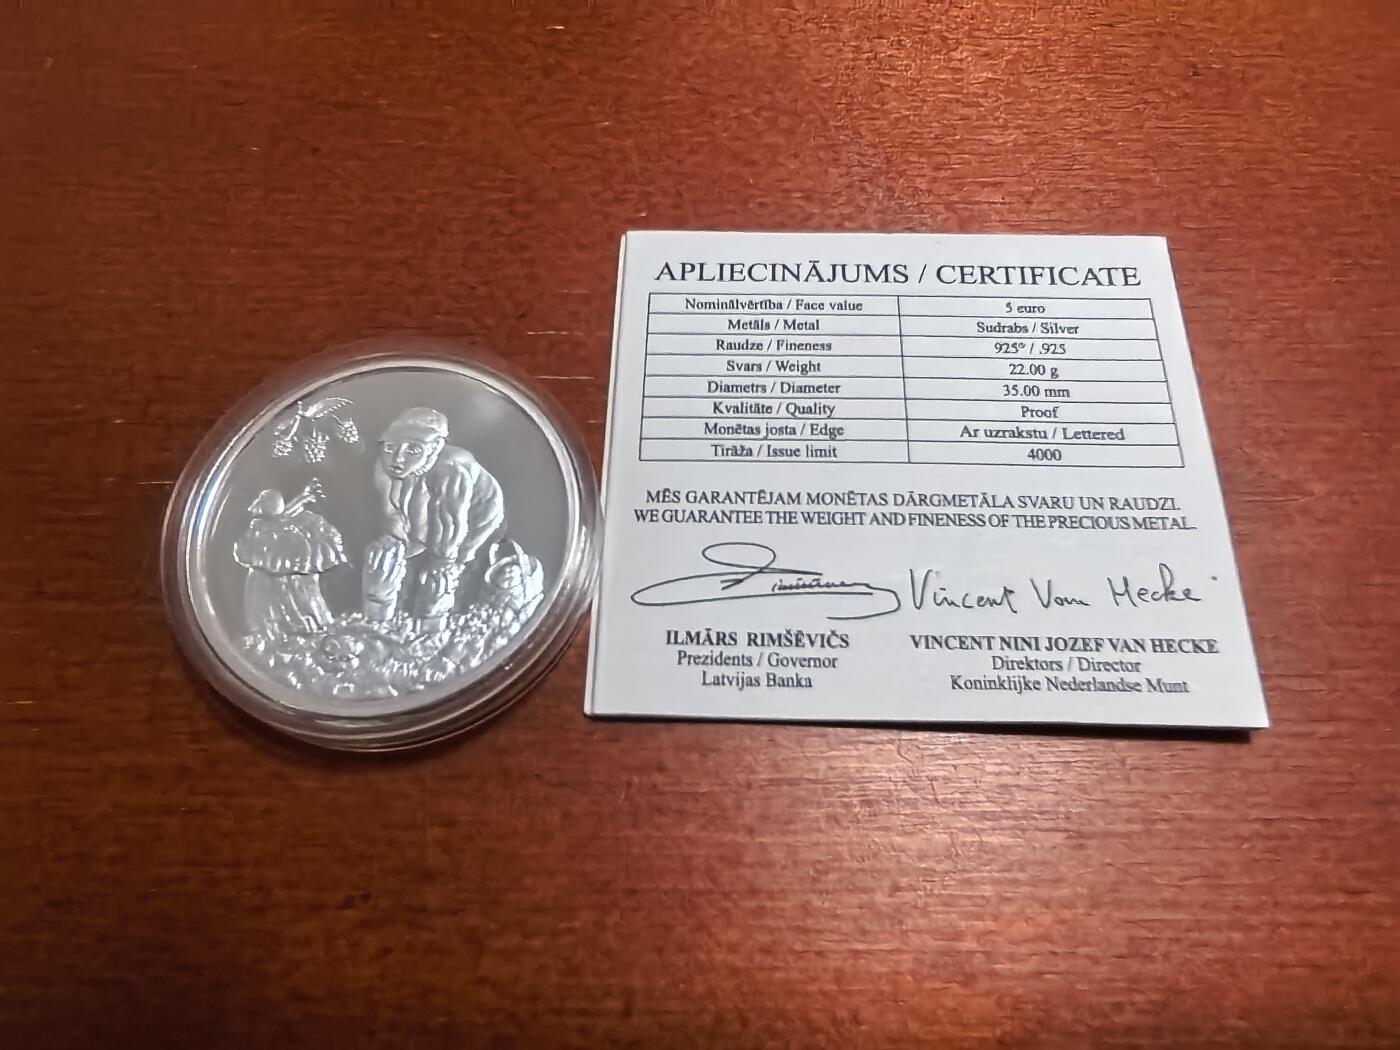 APLIECINĀJUMS / CERTIFICATE
Nominālvērtība / Face value 5 euro
Metāls / Metal Sudrabs / Silver
Raudze / Fineness 925° / .925
Svars / Weight 22.00 g
Diametrs / Diameter 35.00 mm
Kvalitāte / Quality Proof
Monētas josta / Edge Ar uzrakstu / Lettered
Tirāža / Issue limit 4000
MĒS GARANTĒJAM MONĒTAS DĀRGMETĀLA SVARU UN RAUDZI.
WE GUARANTEE THE WEIGHT AND FINENESS OF THE PRECIOUS METAL.
Vincent Van Hecke
ILMĀRS RIMŠĒVIČS VINCENT NINI JOZEF VAN HECKE
Prezidents / Governor Direktors / Director
Latvijas Banka Koninklijke Nederlandse Munt